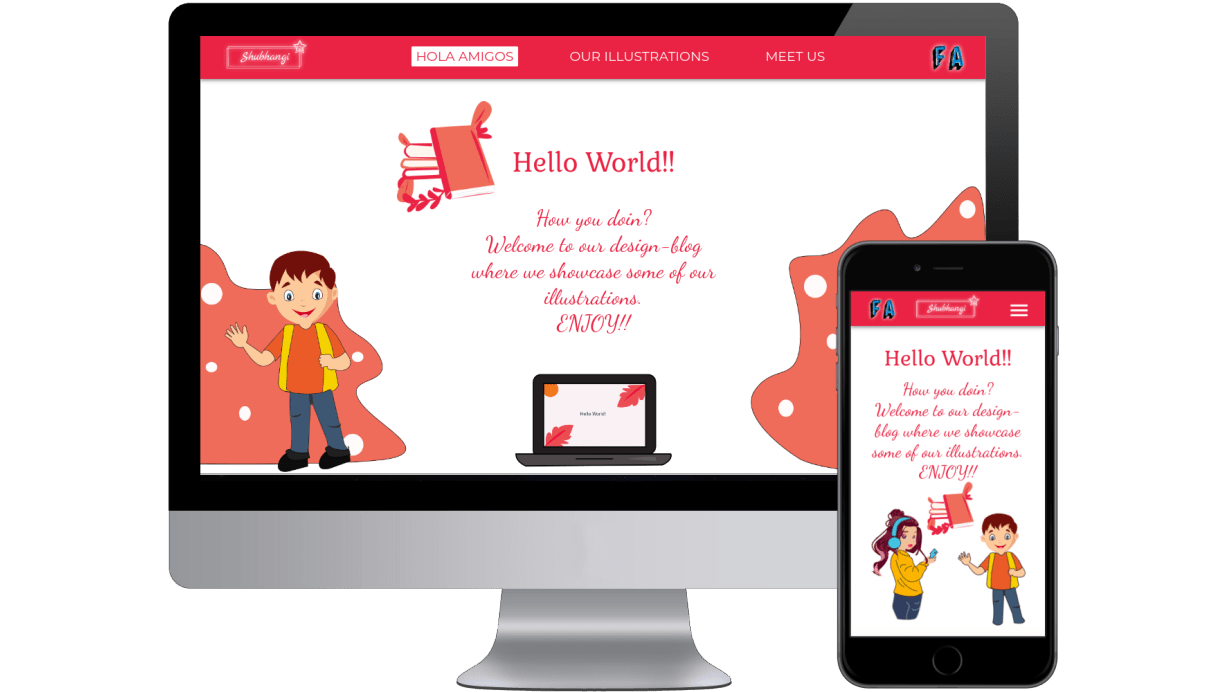 Shubhangi
HOLA AMIGOS
OUR ILLUSTRATIONS
MEET US
FA
Hello World!!
How you doin?
Welcome to our design-blog
where we showcase some of our
illustrations.
ENJOY!!
Hello World!
FA
Shubhangi
Hello World!!
How you doin?
Welcome to our design-
blog where we showcase
some of our illustrations.
ENJOY!!